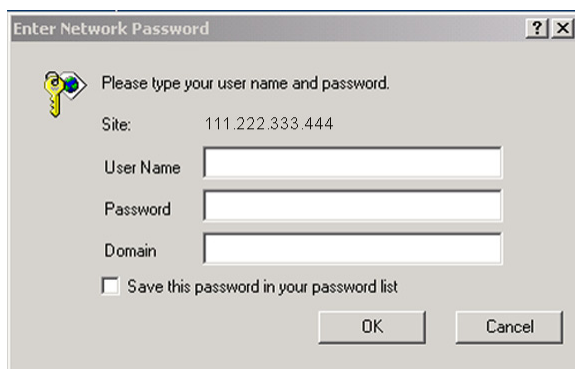 Enter Network Password
Please type your user name and password.
Site: 111.222.333.444
User Name
Password
Domain
Save this password in your password list
OK Cancel